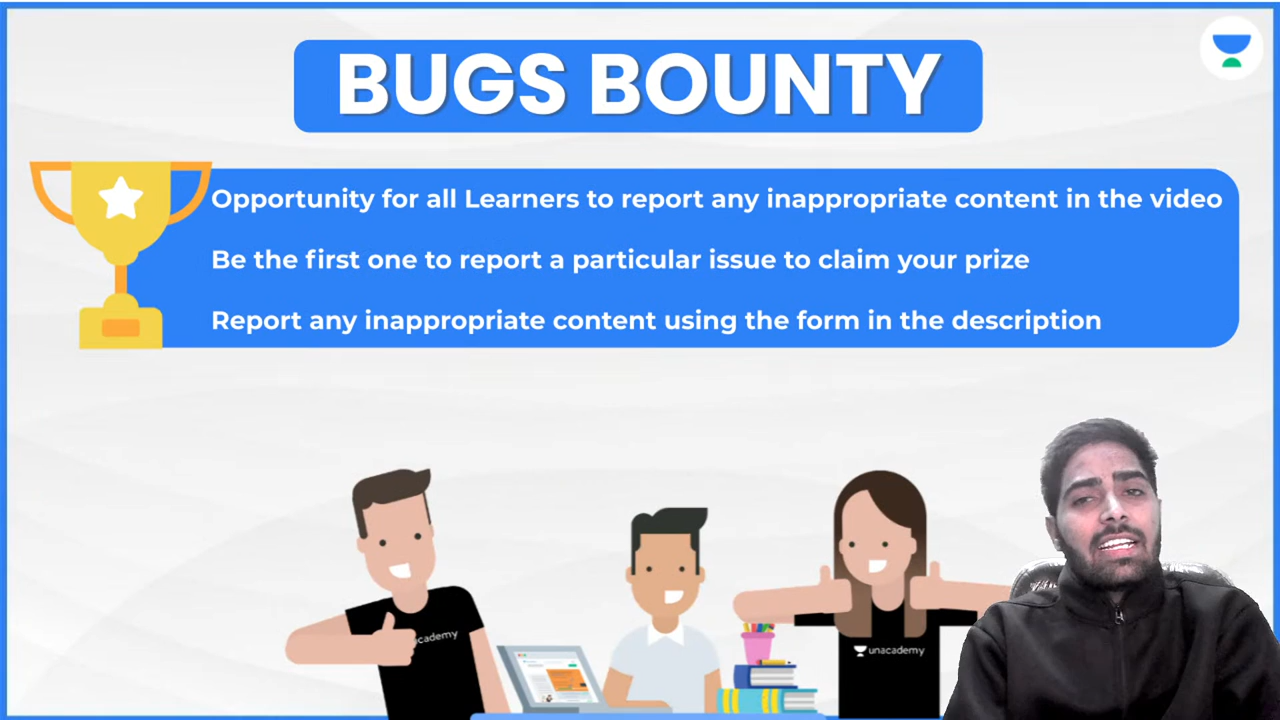 BUGS BOUNTY
Opportunity for all Learners to report any inappropriate content in the video
Be the first one to report a particular issue to claim your prize
Report any inappropriate content using the form in the description
academy
unacademy